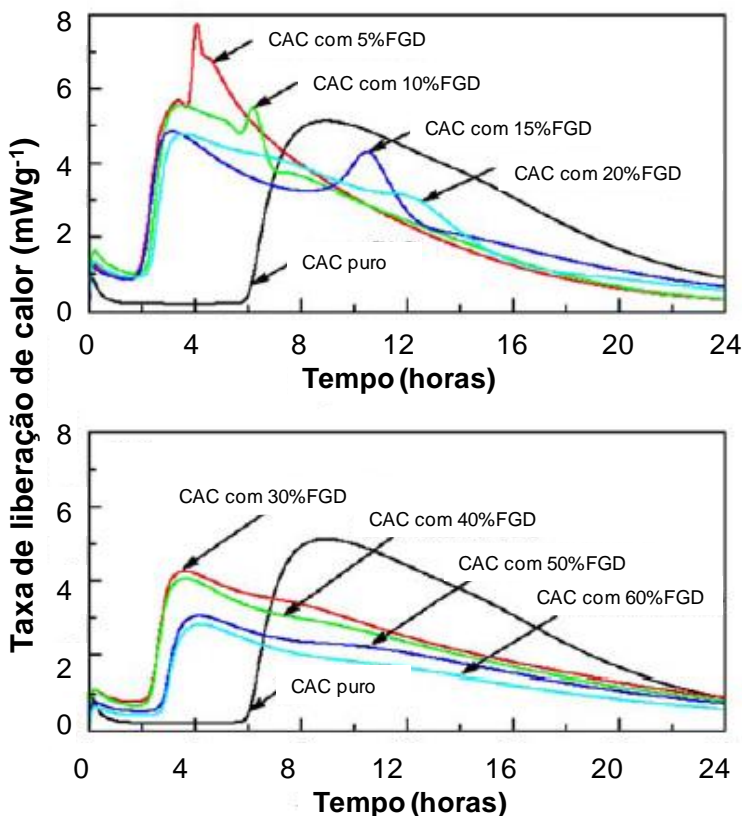 Taxa de liberação de calor (mWg⁻¹)
8
6
4
2
0
CAC com 5%FGD
CAC com 10%FGD
CAC com 15%FGD
CAC com 20%FGD
CAC puro
0 4 8 12 16 20 24
Tempo (horas)
8
6
4
2
0
CAC com 30%FGD
CAC com 40%FGD
CAC com 50%FGD
CAC com 60%FGD
CAC puro
0 4 8 12 16 20 24
Tempo (horas)